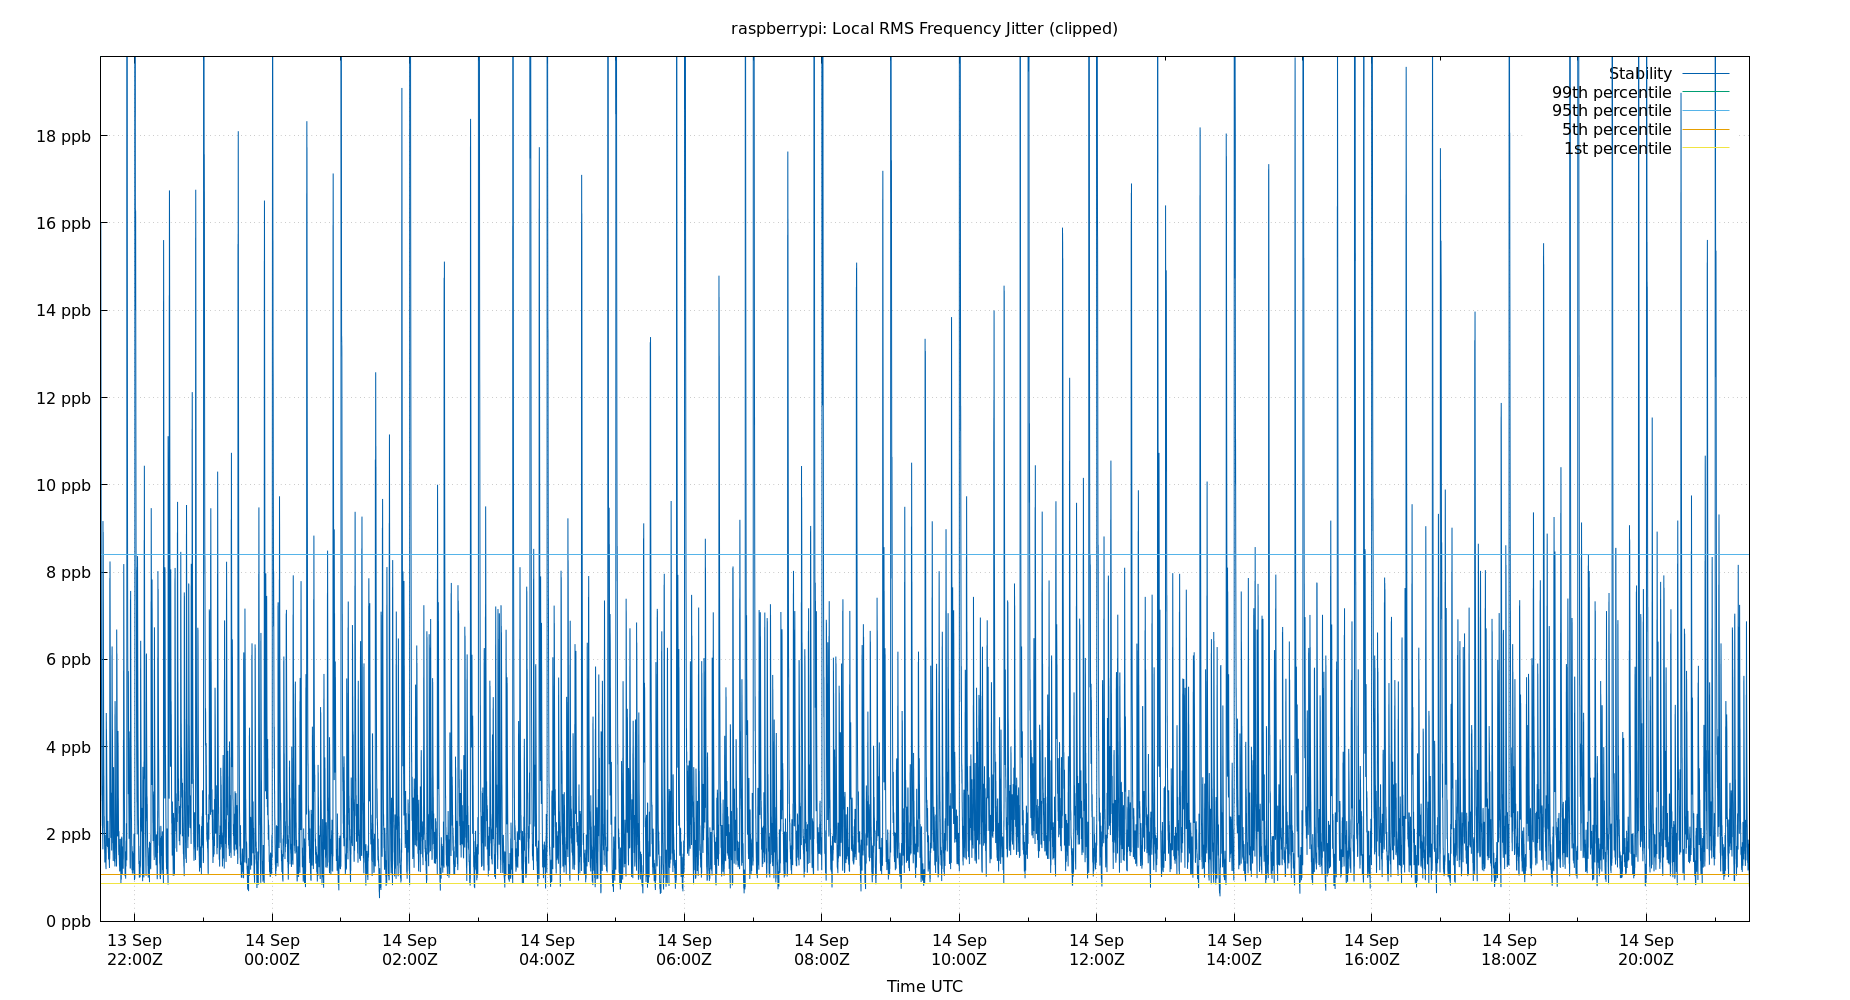 raspberrypi: Local RMS Frequency Jitter (clipped)
Stability
99th percentile
95th percentile
5th percentile
1st percentile
18 ppb
16 ppb
14 ppb
12 ppb
10 ppb
8 ppb
6 ppb
4 ppb
2 ppb
0 ppb
13 Sep 14 Sep 14 Sep 14 Sep 14 Sep 14 Sep 14 Sep 14 Sep 14 Sep 14 Sep 14 Sep 14 Sep
22:00Z 00:00Z 02:00Z 04:00Z 06:00Z 08:00Z 10:00Z 12:00Z 14:00Z 16:00Z 18:00Z 20:00Z
Time UTC